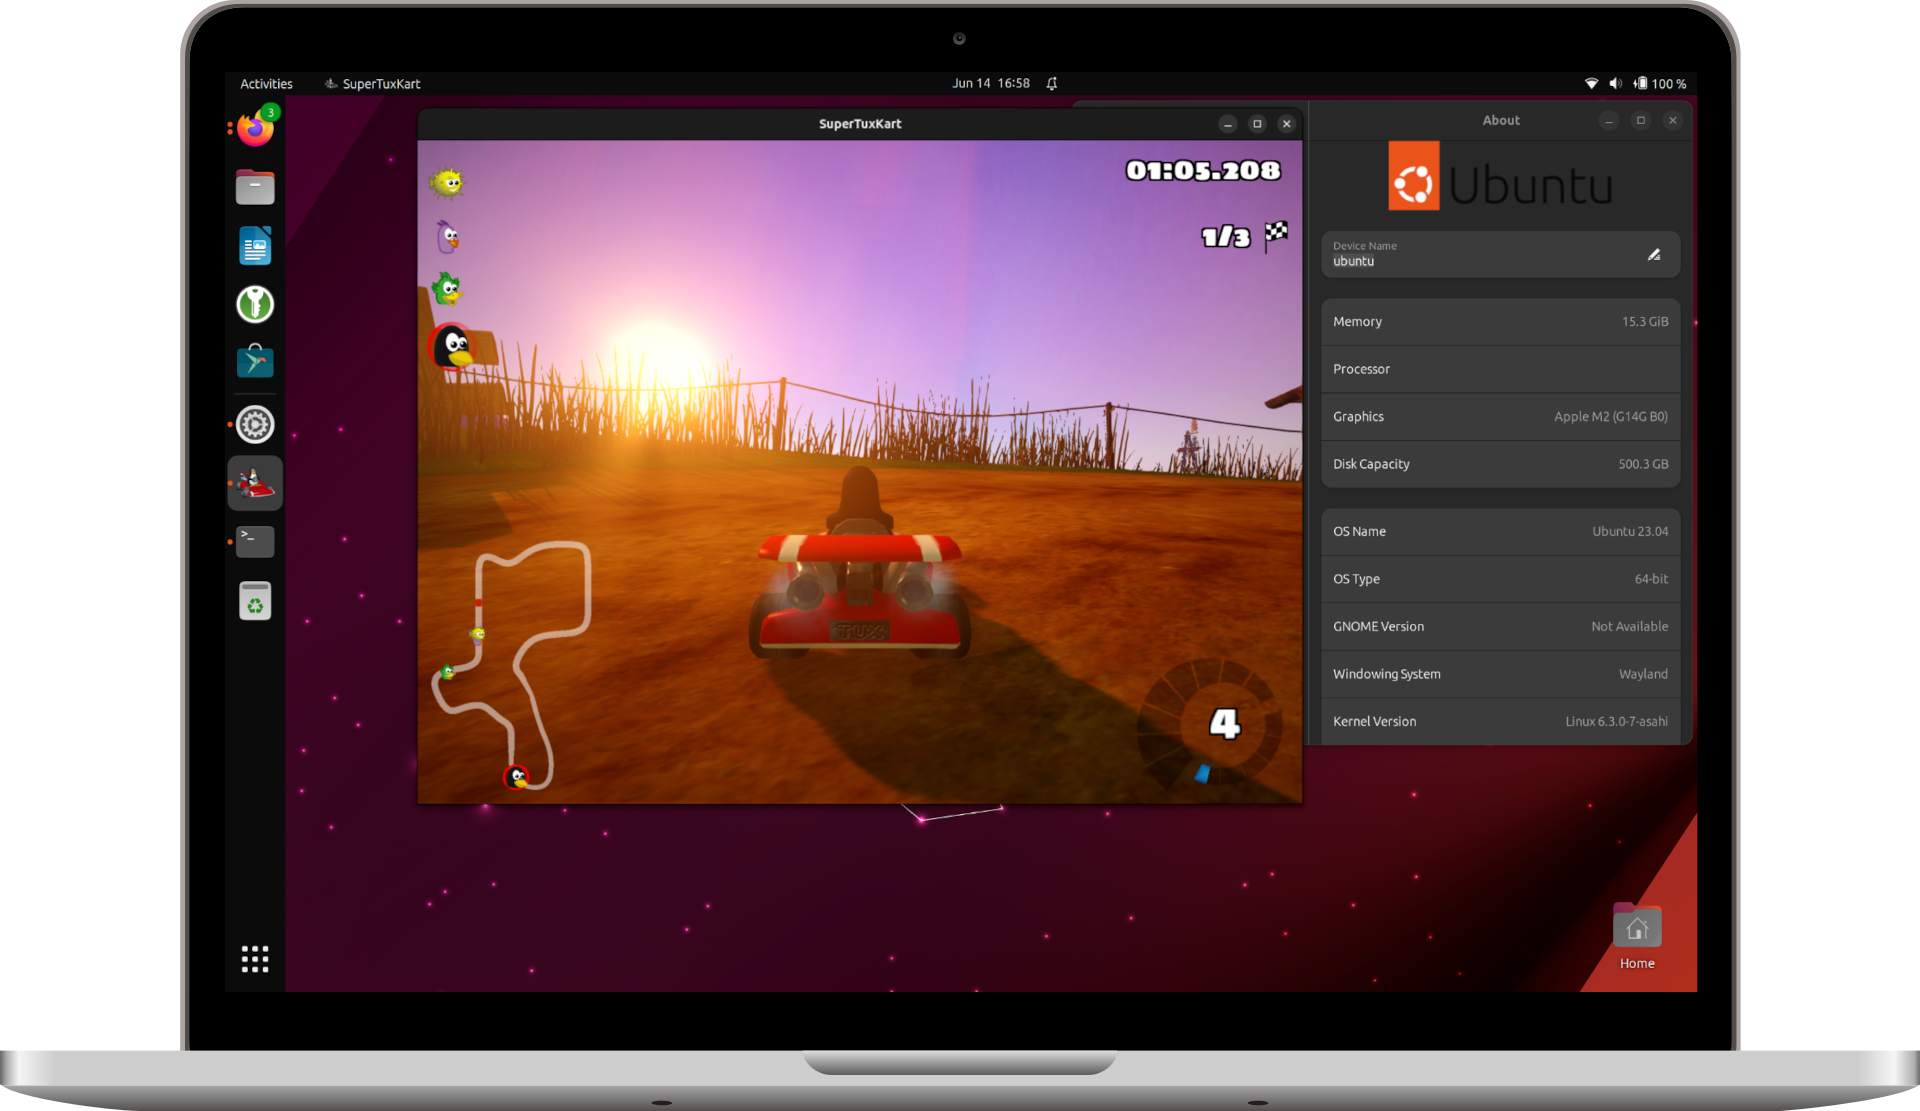 Activities SuperTuxKart Jun 14 16:58 100 %
3
SuperTuxKart
01:05.208
1/3
TUX
4
About
Ubuntu
Device Name
ubuntu
Memory 15.3 GiB
Processor
Graphics Apple M2 (G14G B0)
Disk Capacity 500.3 GB
OS Name Ubuntu 23.04
OS Type 64-bit
GNOME Version Not Available
Windowing System Wayland
Kernel Version Linux 6.3.0-7-asahi
Home